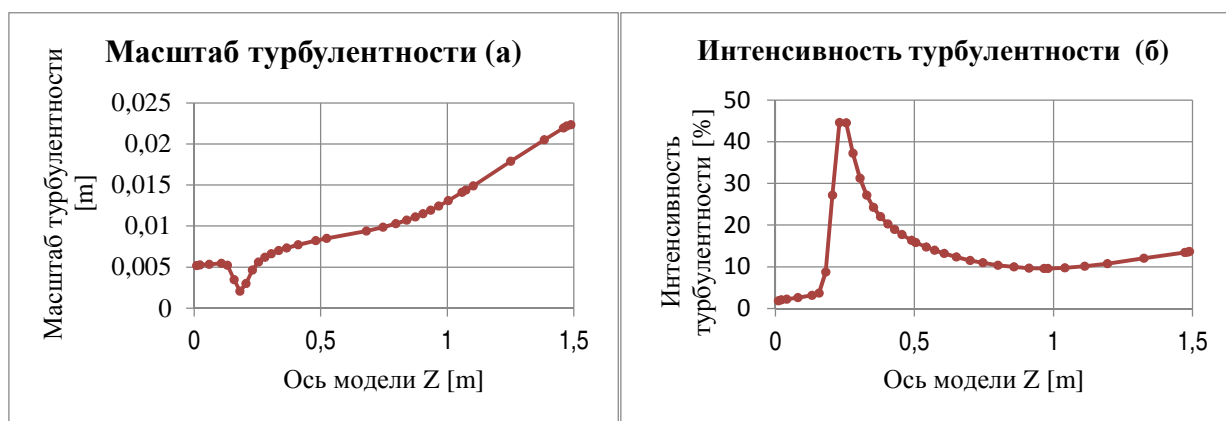 Масштаб турбулентности (а)
Масштаб турбулентности
[m]
0,025
0,02
0,015
0,01
0,005
0
0
0,5
1
1,5
Ось модели Z [m]
Интенсивность турбулентности (б)
Интенсивность
турбулентности [%]
50
40
30
20
10
0
0
0,5
1
1,5
Ось модели Z [m]